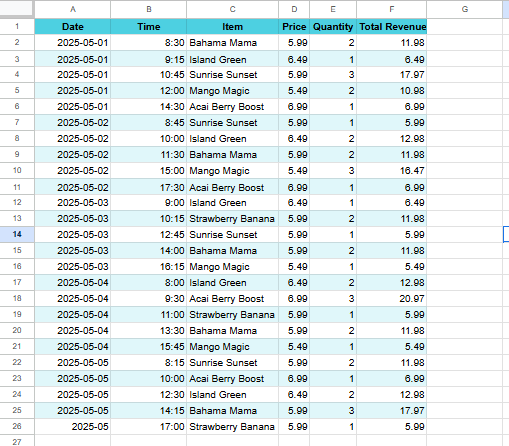 A B C D E F G
1 Date Time Item Price Quantity Total Revenue
2 2025-05-01 8:30 Bahama Mama 5.99 2 11.98
3 2025-05-01 9:15 Island Green 6.49 1 6.49
4 2025-05-01 10:45 Sunrise Sunset 5.99 3 17.97
5 2025-05-01 12:00 Mango Magic 5.49 2 10.98
6 2025-05-01 14:30 Acai Berry Boost 6.99 1 6.99
7 2025-05-02 8:45 Sunrise Sunset 5.99 1 5.99
8 2025-05-02 10:00 Island Green 6.49 2 12.98
9 2025-05-02 11:30 Bahama Mama 5.99 2 11.98
10 2025-05-02 15:00 Mango Magic 5.49 3 16.47
11 2025-05-02 17:30 Acai Berry Boost 6.99 1 6.99
12 2025-05-03 9:00 Island Green 6.49 1 6.49
13 2025-05-03 10:15 Strawberry Banana 5.99 2 11.98
14 2025-05-03 12:45 Sunrise Sunset 5.99 1 5.99
15 2025-05-03 14:00 Bahama Mama 5.99 2 11.98
16 2025-05-03 16:15 Mango Magic 5.49 1 5.49
17 2025-05-04 8:00 Island Green 6.49 2 12.98
18 2025-05-04 9:30 Acai Berry Boost 6.99 3 20.97
19 2025-05-04 11:00 Strawberry Banana 5.99 1 5.99
20 2025-05-04 13:30 Bahama Mama 5.99 2 11.98
21 2025-05-04 15:45 Mango Magic 5.49 1 5.49
22 2025-05-05 8:15 Sunrise Sunset 5.99 2 11.98
23 2025-05-05 10:00 Acai Berry Boost 6.99 1 6.99
24 2025-05-05 12:30 Island Green 6.49 2 12.98
25 2025-05-05 14:15 Bahama Mama 5.99 3 17.97
26 2025-05 17:00 Strawberry Banana 5.99 1 5.99
27